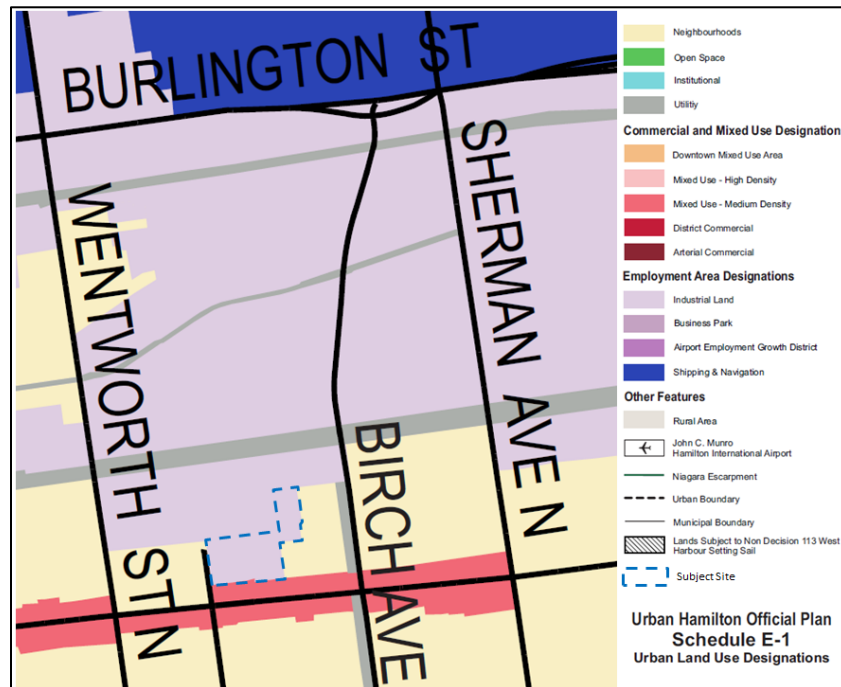 BURLINGTON ST
WENTWORTH ST N
SHERMAN AVE N
BIRCH AVE
Neighbourhoods
Open Space
Institutional
Utilitiy
Commercial and Mixed Use Designation
Downtown Mixed Use Area
Mixed Use - High Density
Mixed Use - Medium Density
District Commercial
Arterial Commercial
Employment Area Designations
Industrial Land
Business Park
Airport Employment Growth District
Shipping & Navigation
Other Features
Rural Area
John C. Munro
Hamilton International Airport
Niagara Escarpment
Urban Boundary
Municipal Boundary
Lands Subject to Non Decision 113 West
Harbour Setting Sail
Subject Site
Urban Hamilton Official Plan
Schedule E-1
Urban Land Use Designations